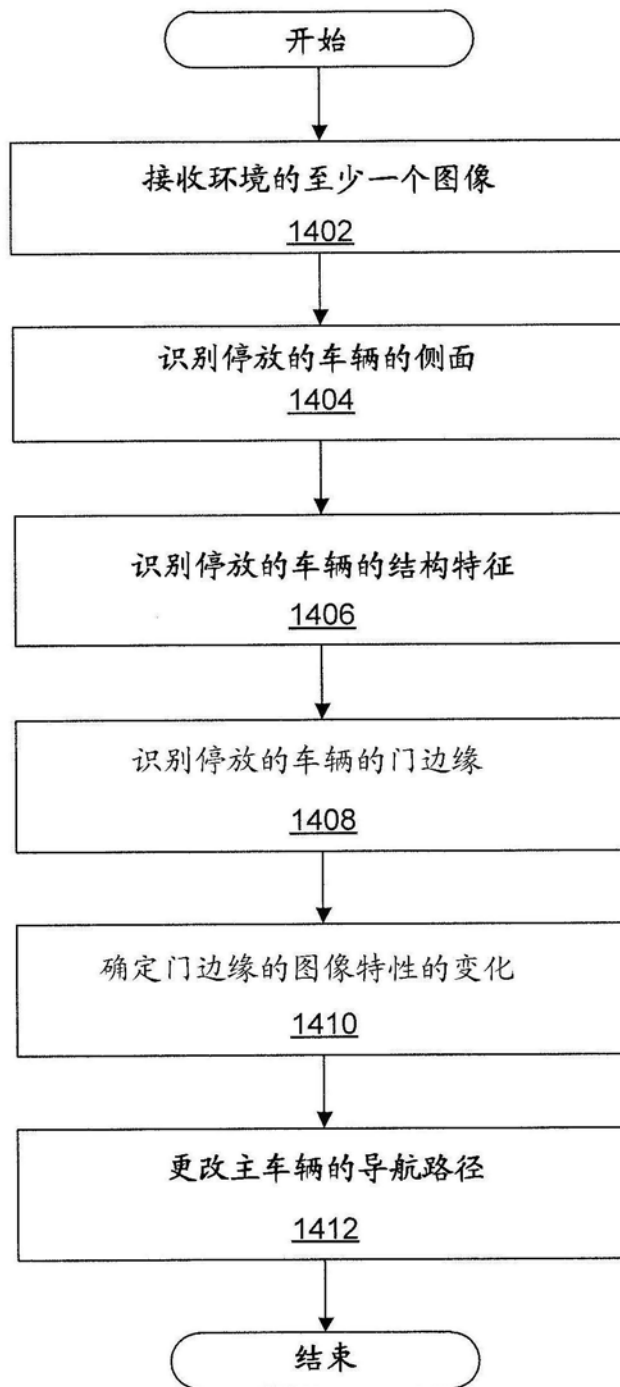 开始
接收环境的至少一个图像
1402
识别停放的车辆的侧面
1404
识别停放的车辆的结构特征
1406
识别停放的车辆的门边缘
1408
确定门边缘的图像特性的变化
1410
更改主车辆的导航路径
1412
结束